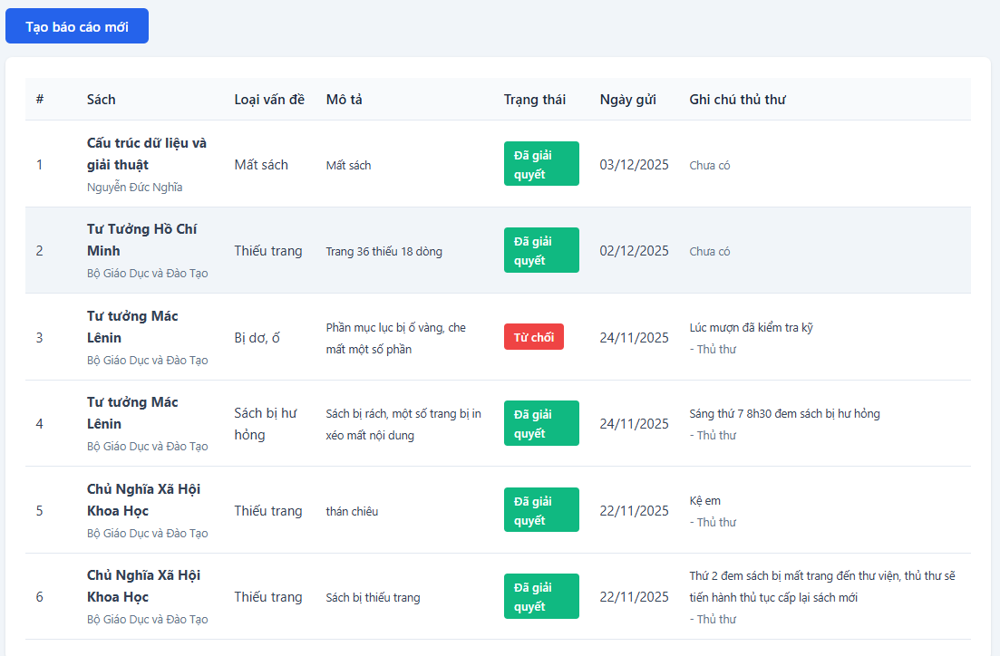 Tạo báo cáo mới
# Sách Loại vấn đề Mô tả Trạng thái Ngày gửi Ghi chú thủ thư
1
Cấu trúc dữ liệu và
giải thuật
Nguyễn Đức Nghĩa
Mất sách
Mất sách
Đã giải
quyết
03/12/2025
Chưa có
2
Tư Tưởng Hồ Chí
Minh
Bộ Giáo Dục và Đào Tạo
Thiếu trang
Trang 36 thiếu 18 dòng
Đã giải
quyết
02/12/2025
Chưa có
3
Tư tưởng Mác
Lênin
Bộ Giáo Dục và Đào Tạo
Bị dơ, ố
Phần mục lục bị ố vàng, che
mất một số phần
Từ chối
24/11/2025
Lúc mượn đã kiểm tra kỹ
- Thủ thư
4
Tư tưởng Mác
Lênin
Bộ Giáo Dục và Đào Tạo
Sách bị hư
hỏng
Sách bị rách, một số trang bị in
xéo mất nội dung
Đã giải
quyết
24/11/2025
Sáng thứ 7 8h30 đem sách bị hư hỏng
- Thủ thư
5
Chủ Nghĩa Xã Hội
Khoa Học
Bộ Giáo Dục và Đào Tạo
Thiếu trang
thán chiêu
Đã giải
quyết
22/11/2025
Kệ em
- Thủ thư
6
Chủ Nghĩa Xã Hội
Khoa Học
Bộ Giáo Dục và Đào Tạo
Thiếu trang
Sách bị thiếu trang
Đã giải
quyết
22/11/2025
Thứ 2 đem sách bị mất trang đến thư viện, thủ thư sẽ
tiến hành thủ tục cấp lại sách mới
- Thủ thư